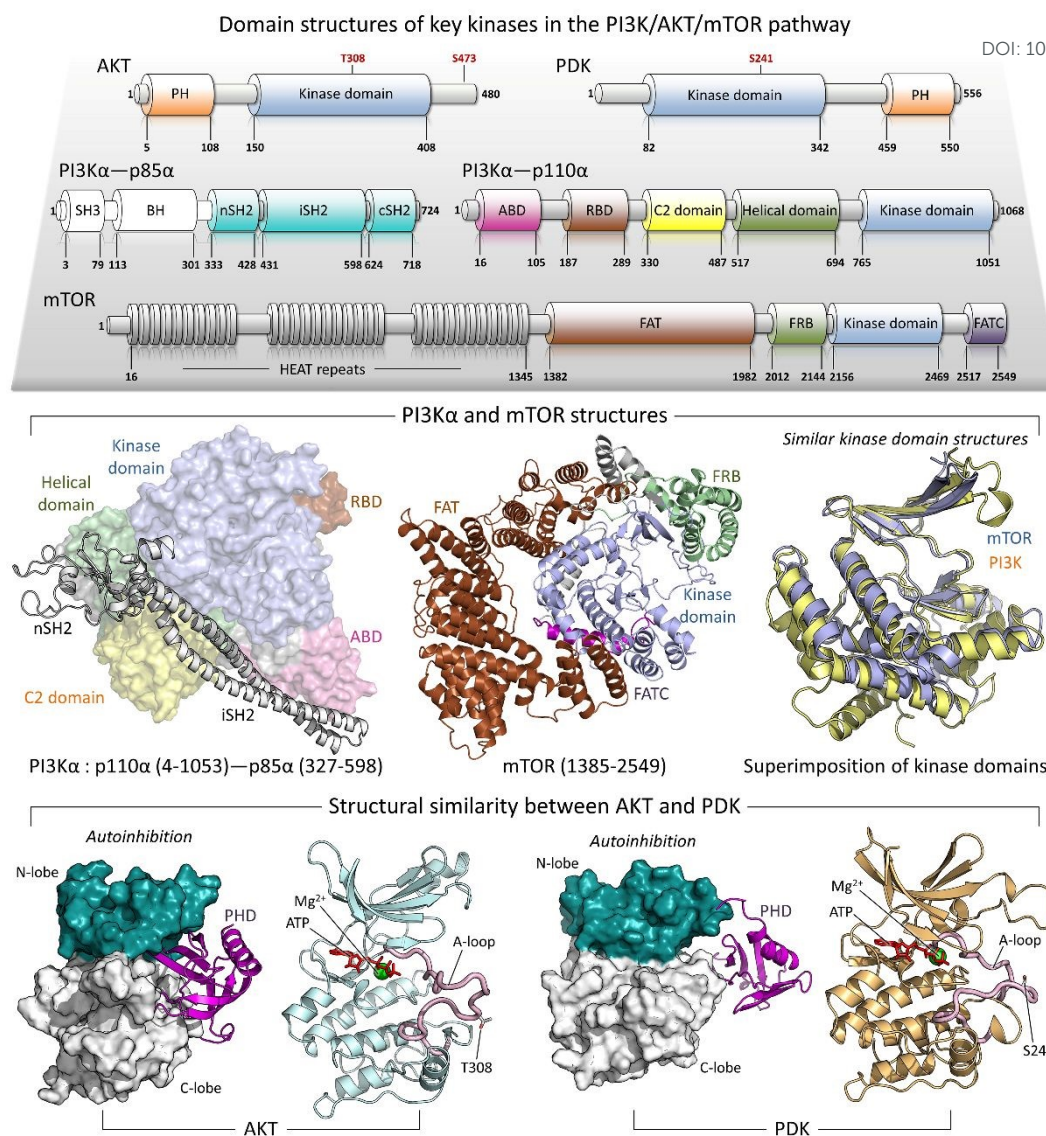 Domain structures of key kinases in the PI3K/AKT/mTOR pathway
DOI: 10
AKT
T308
S473
1
PH
Kinase domain
480
5 108 150 408
PDK
S241
1
Kinase domain
PH
556
82 342 459 550
PI3Kα—p85α
1
SH3 BH nSH2 iSH2 cSH2
724
3 79 113 301 333 428 431 598 624 718
PI3Kα—p110α
1
ABD RBD C2 domain Helical domain Kinase domain
1068
16 105 187 289 330 487 517 694 765 1051
mTOR
1
FAT FRB Kinase domain FATC
16 HEAT repeats 1345 1382 1982 2012 2144 2156 2469 2517 2549
PI3Kα and mTOR structures
Kinase
domain
Helical
domain
RBD
nSH2
ABD
C2 domain
iSH2
PI3Kα : p110α (4-1053)—p85α (327-598)
FAT
FRB
Kinase
domain
FATC
mTOR (1385-2549)
Similar kinase domain structures
mTOR
PI3K
Superimposition of kinase domains
Structural similarity between AKT and PDK
Autoinhibition
N-lobe
PHD
C-lobe
Mg2+
ATP
A-loop
T308
AKT
Autoinhibition
N-lobe
PHD
C-lobe
Mg2+
ATP
A-loop
S24
PDK